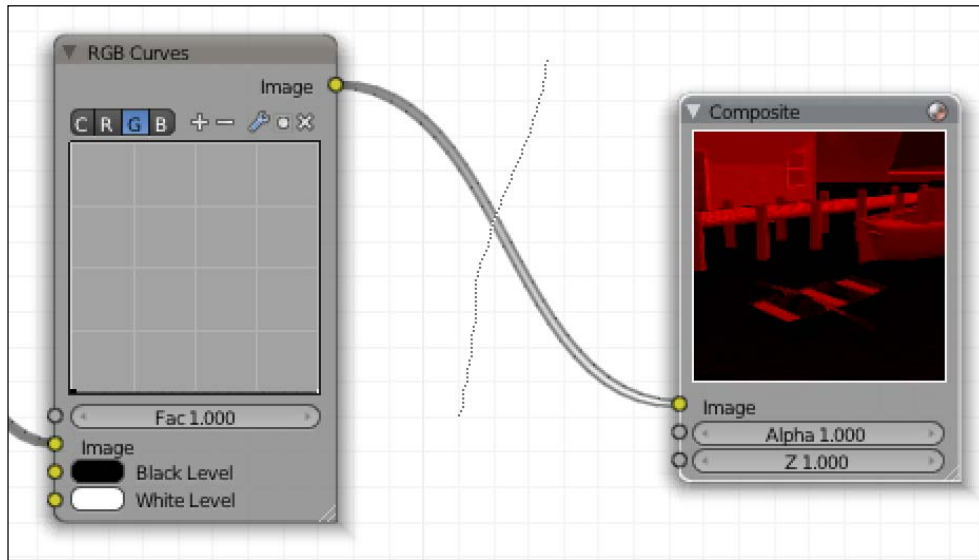 RGB Curves
Image
C R G B
Fac 1.000
Image
Black Level
White Level
Composite
Image
Alpha 1.000
Z 1.000